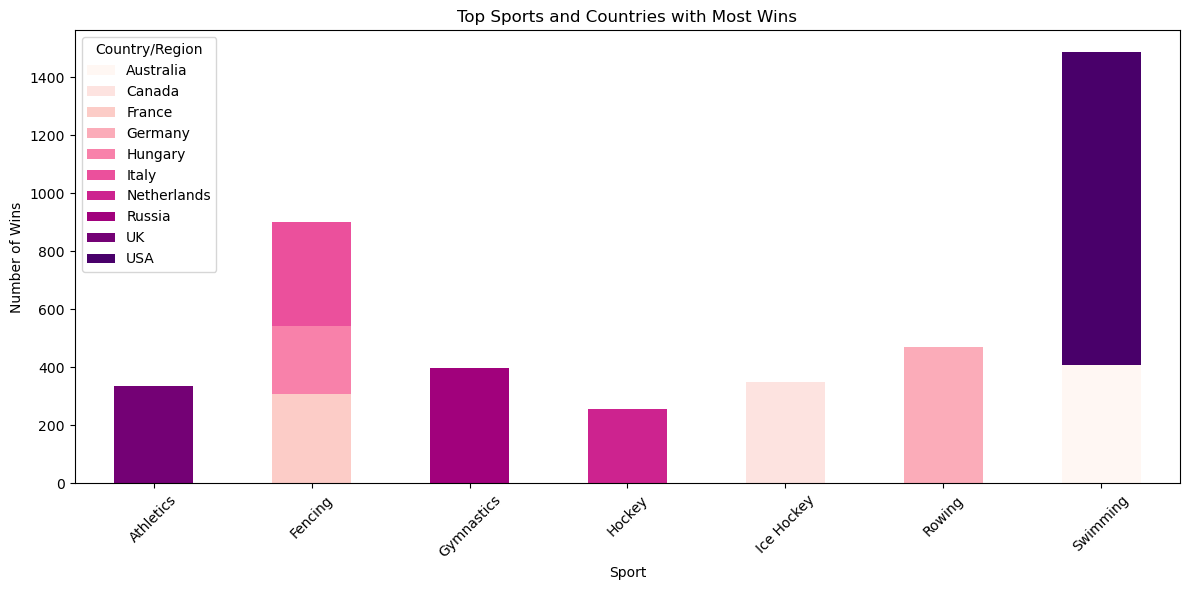 Top Sports and Countries with Most Wins
Country/Region
Australia
Canada
France
Germany
Hungary
Italy
Netherlands
Russia
UK
USA
Number of Wins
1400
1200
1000
800
600
400
200
0
Athletics
Fencing
Gymnastics
Hockey
Ice Hockey
Rowing
Swimming
Sport